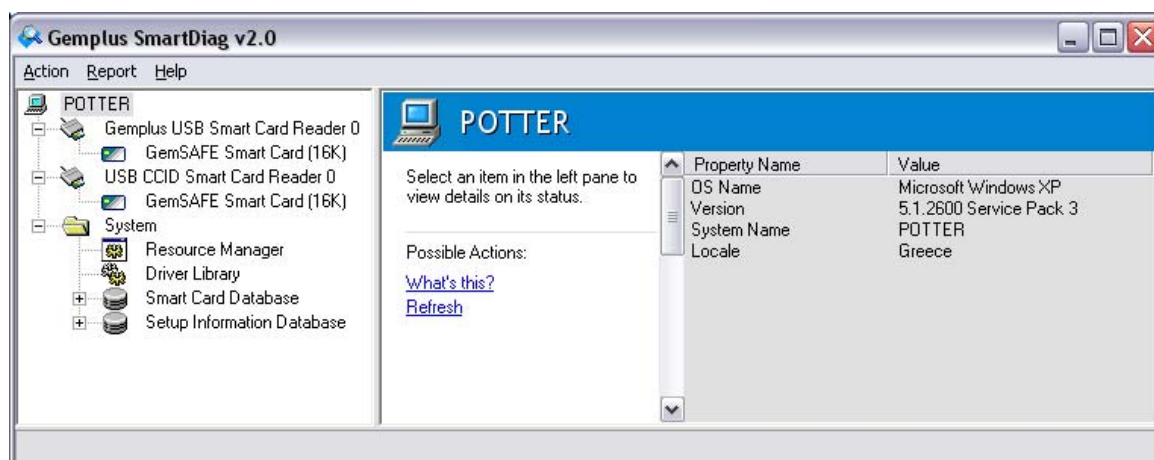 Gemplus SmartDiag v2.0
Action Report Help
POTTER
Gemplus USB Smart Card Reader 0
GemSAFE Smart Card (16K)
USB CCID Smart Card Reader 0
GemSAFE Smart Card (16K)
System
Resource Manager
Driver Library
Smart Card Database
Setup Information Database
POTTER
Select an item in the left pane to
view details on its status.
Possible Actions:
What's this?
Refresh
Property Name Value
OS Name Microsoft Windows XP
Version 5.1.2600 Service Pack 3
System Name POTTER
Locale Greece